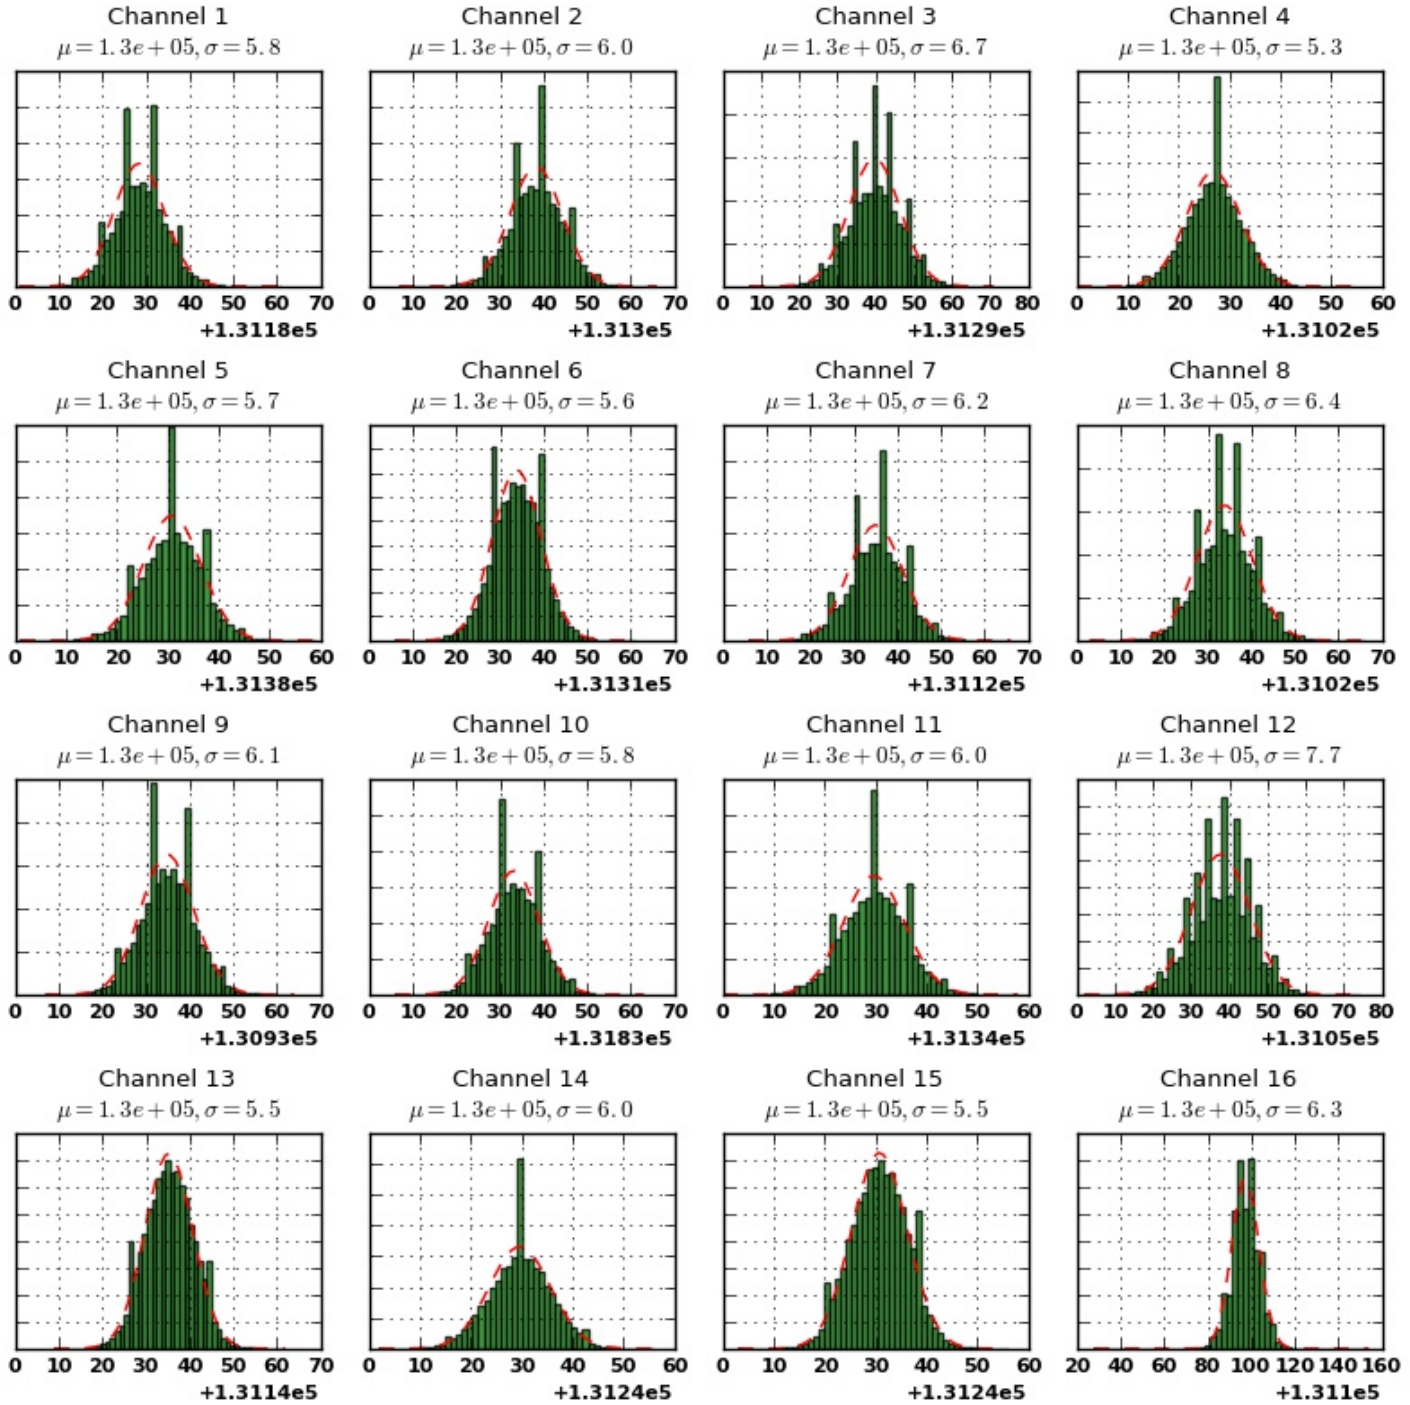 Channel 1
μ = 1.3e + 05, σ = 5.8
0 10 20 30 40 50 60 70
+1.3118e5
Channel 2
μ = 1.3e + 05, σ = 6.0
0 10 20 30 40 50 60 70
+1.313e5
Channel 3
μ = 1.3e + 05, σ = 6.7
0 10 20 30 40 50 60 70 80
+1.3129e5
Channel 4
μ = 1.3e + 05, σ = 5.3
0 10 20 30 40 50 60
+1.3102e5
Channel 5
μ = 1.3e + 05, σ = 5.7
0 10 20 30 40 50 60
+1.3138e5
Channel 6
μ = 1.3e + 05, σ = 5.6
0 10 20 30 40 50 60 70
+1.3131e5
Channel 7
μ = 1.3e + 05, σ = 6.2
0 10 20 30 40 50 60 70
+1.3112e5
Channel 8
μ = 1.3e + 05, σ = 6.4
0 10 20 30 40 50 60 70
+1.3102e5
Channel 9
μ = 1.3e + 05, σ = 6.1
0 10 20 30 40 50 60 70
+1.3093e5
Channel 10
μ = 1.3e + 05, σ = 5.8
0 10 20 30 40 50 60 70
+1.3183e5
Channel 11
μ = 1.3e + 05, σ = 6.0
0 10 20 30 40 50 60
+1.3134e5
Channel 12
μ = 1.3e + 05, σ = 7.7
0 10 20 30 40 50 60 70 80
+1.3105e5
Channel 13
μ = 1.3e + 05, σ = 5.5
0 10 20 30 40 50 60 70
+1.3114e5
Channel 14
μ = 1.3e + 05, σ = 6.0
0 10 20 30 40 50 60
+1.3124e5
Channel 15
μ = 1.3e + 05, σ = 5.5
0 10 20 30 40 50 60
+1.3124e5
Channel 16
μ = 1.3e + 05, σ = 6.3
20 40 60 80 100 120 140 160
+1.311e5